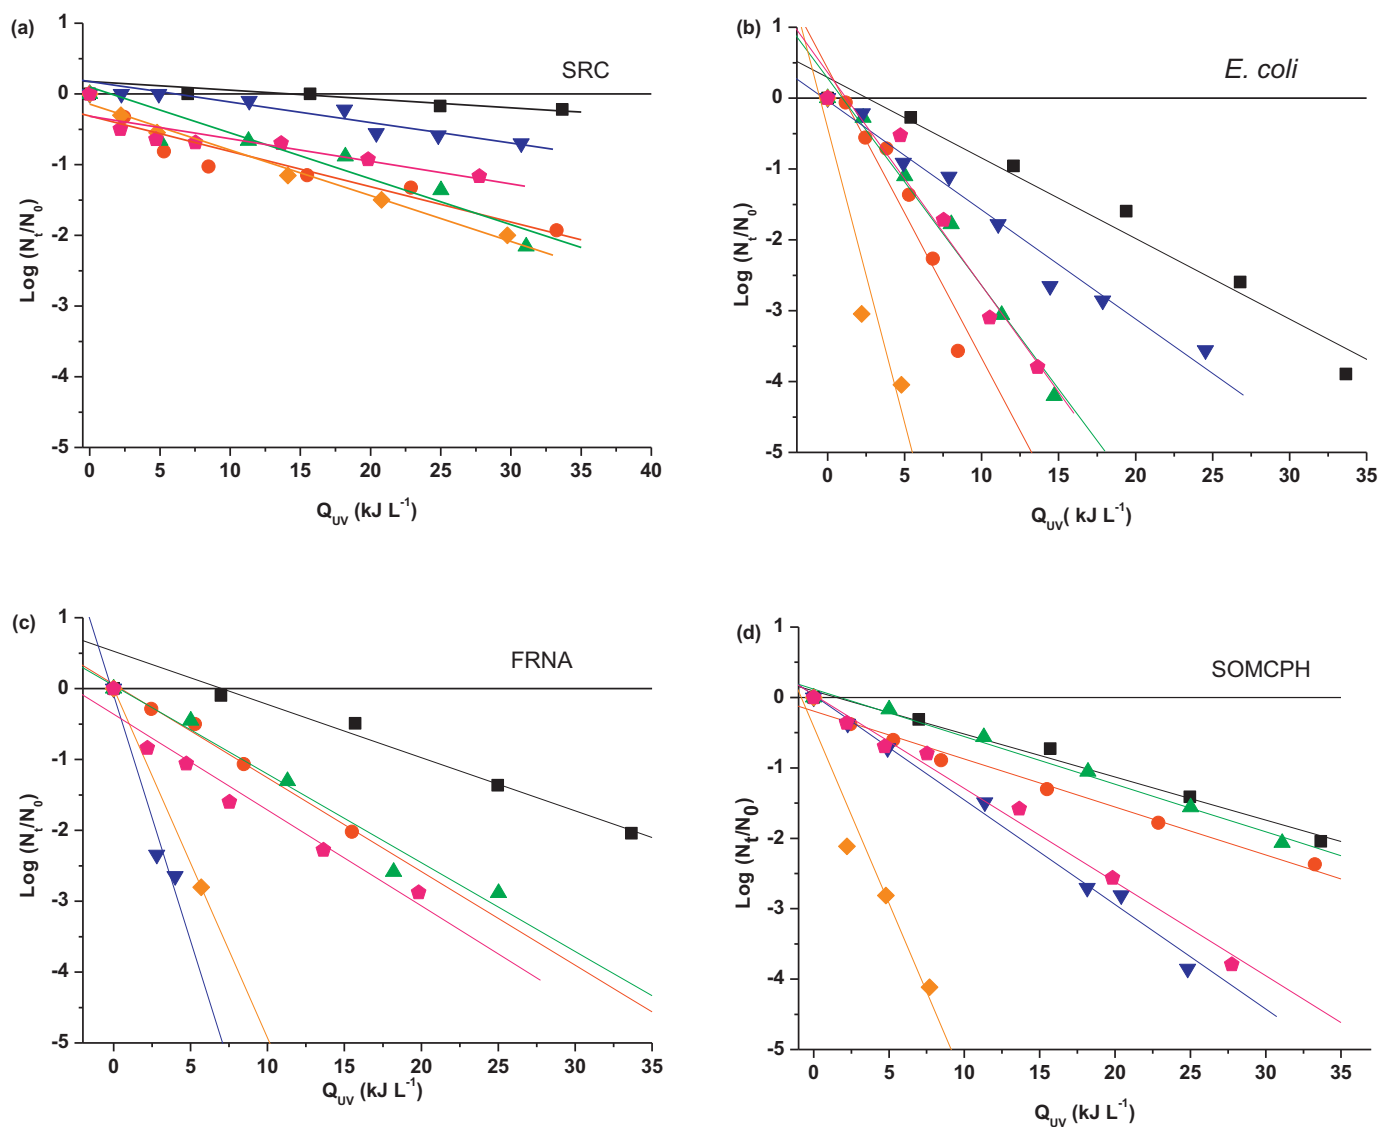 (a)
SRC
1
0
-1
-2
-3
-4
-5
Log (Nt/N0)
0 5 10 15 20 25 30 35 40
QUV (kJ L-1)
(b)
E. coli
1
0
-1
-2
-3
-4
-5
Log (Nt/N0)
0 5 10 15 20 25 30 35
QUV( kJ L-1)
(c)
FRNA
1
0
-1
-2
-3
-4
-5
Log (Nt/N0)
0 5 10 15 20 25 30 35
QUV (kJ L-1)
(d)
SOMCPH
1
0
-1
-2
-3
-4
-5
Log (Nt/N0)
0 5 10 15 20 25 30 35
QUV (kJ L-1)